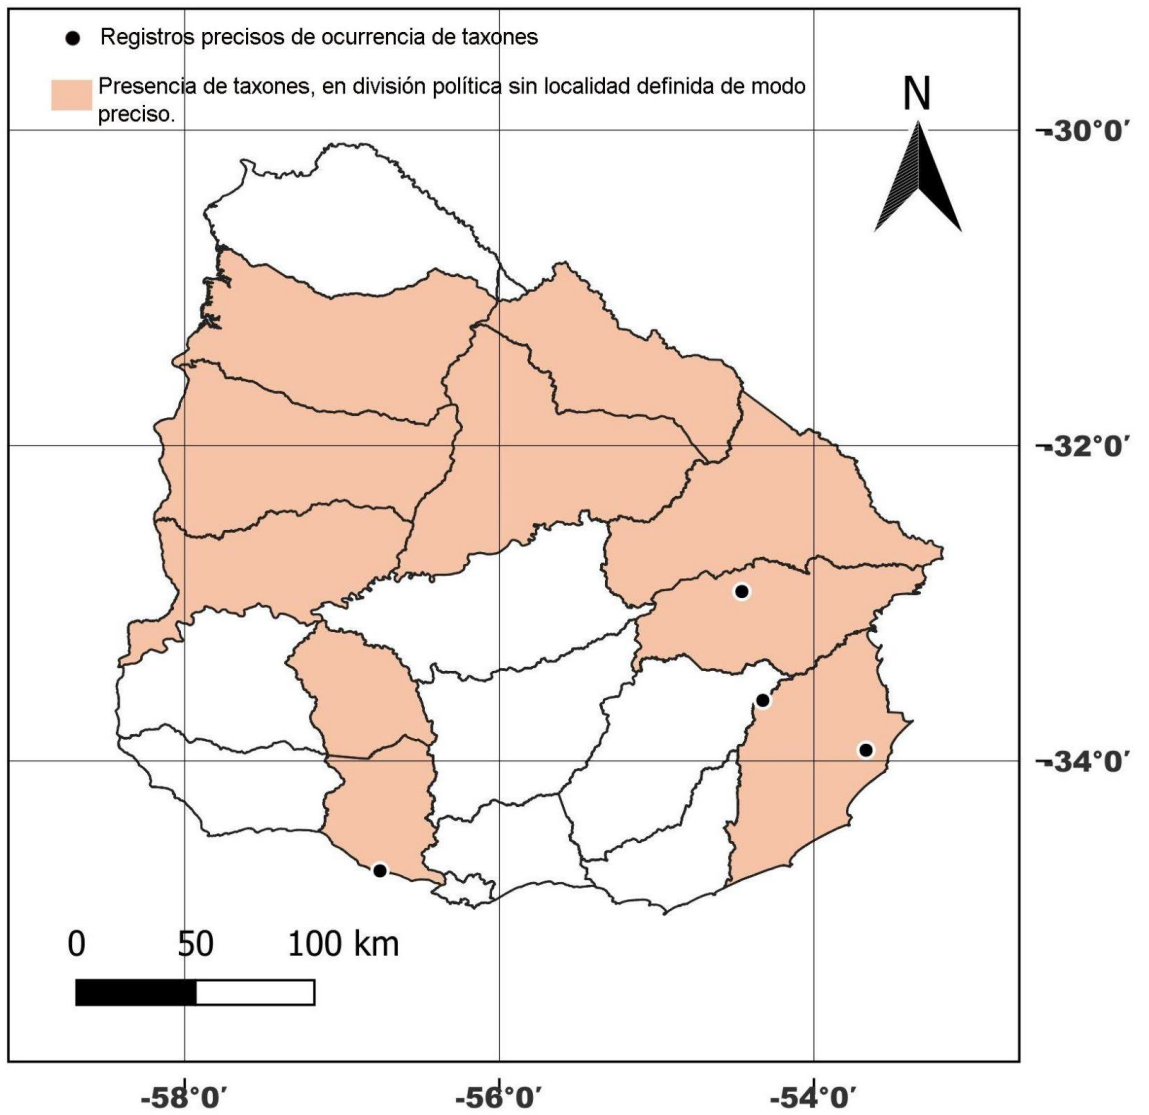 Registros precisos de ocurrencia de taxones
Presencia de taxones, en división política sin localidad definida de modo
preciso.
N
-30°0′
-32°0′
-34°0′
0 50 100 km
-58°0′ -56°0′ -54°0′